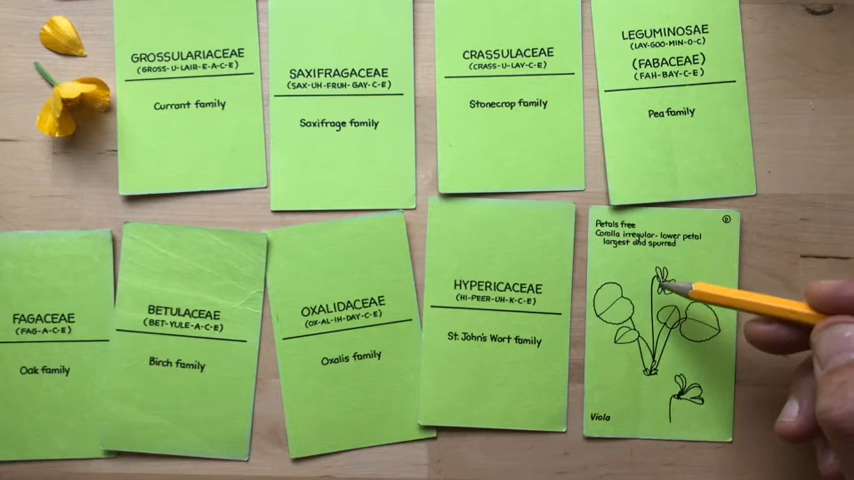 GROSSULARIACEAE
(GROSS-U-LAIR-E-A-C-E)
Currant family
SAXIFRAGACEAE
(SAX-UH-FRUH-GAY-C-E)
Saxifrage family
CRASSULACEAE
(CRASS-U-LAY-C-E)
Stonecrop family
LEGUMINOSAE
(LAY-GOO-MIN-O-C)
(FABACEAE)
(FAH-BAY-C-E)
Pea family
FAGACEAE
(FAG-A-C-E)
Oak family
BETULACEAE
(BET-YULE-A-C-E)
Birch family
OXALIDACEAE
(OX-AL-IH-DAY-C-E)
Oxalis family
HYPERICACEAE
(HI-PEER-UH-K-C-E)
St. John's Wort family
Petals free
Corolla irregular- lower petal
largest and spurred
Viola